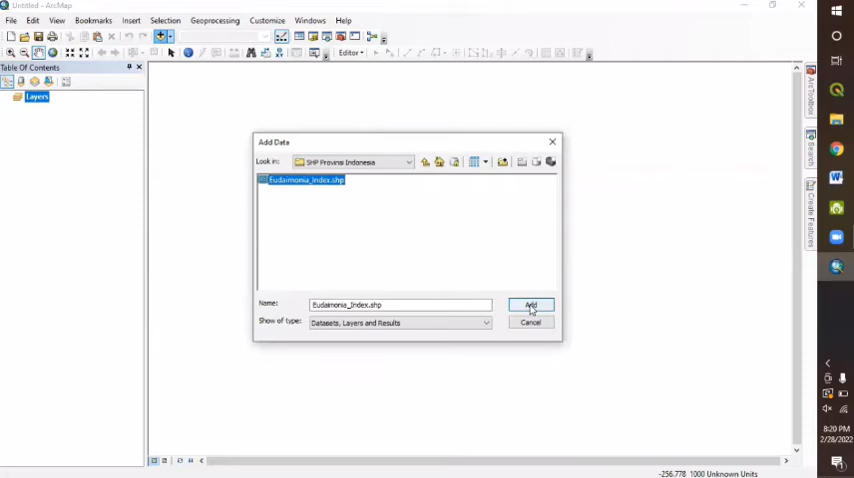 Untitled - ArcMap
File Edit View Bookmarks Insert Selection Geoprocessing Customize Windows Help
Editor
Table Of Contents
Layers
Add Data
Look in: SHP Provinsi Indonesia
Eudaimonia_Index.shp
Name: Eudaimonia_Index.shp Add
Show of type: Datasets, Layers and Results Cancel
ArcToolbox
Search
Create Features
-256.778 1000 Unknown Units
8:20 PM
2/28/2022